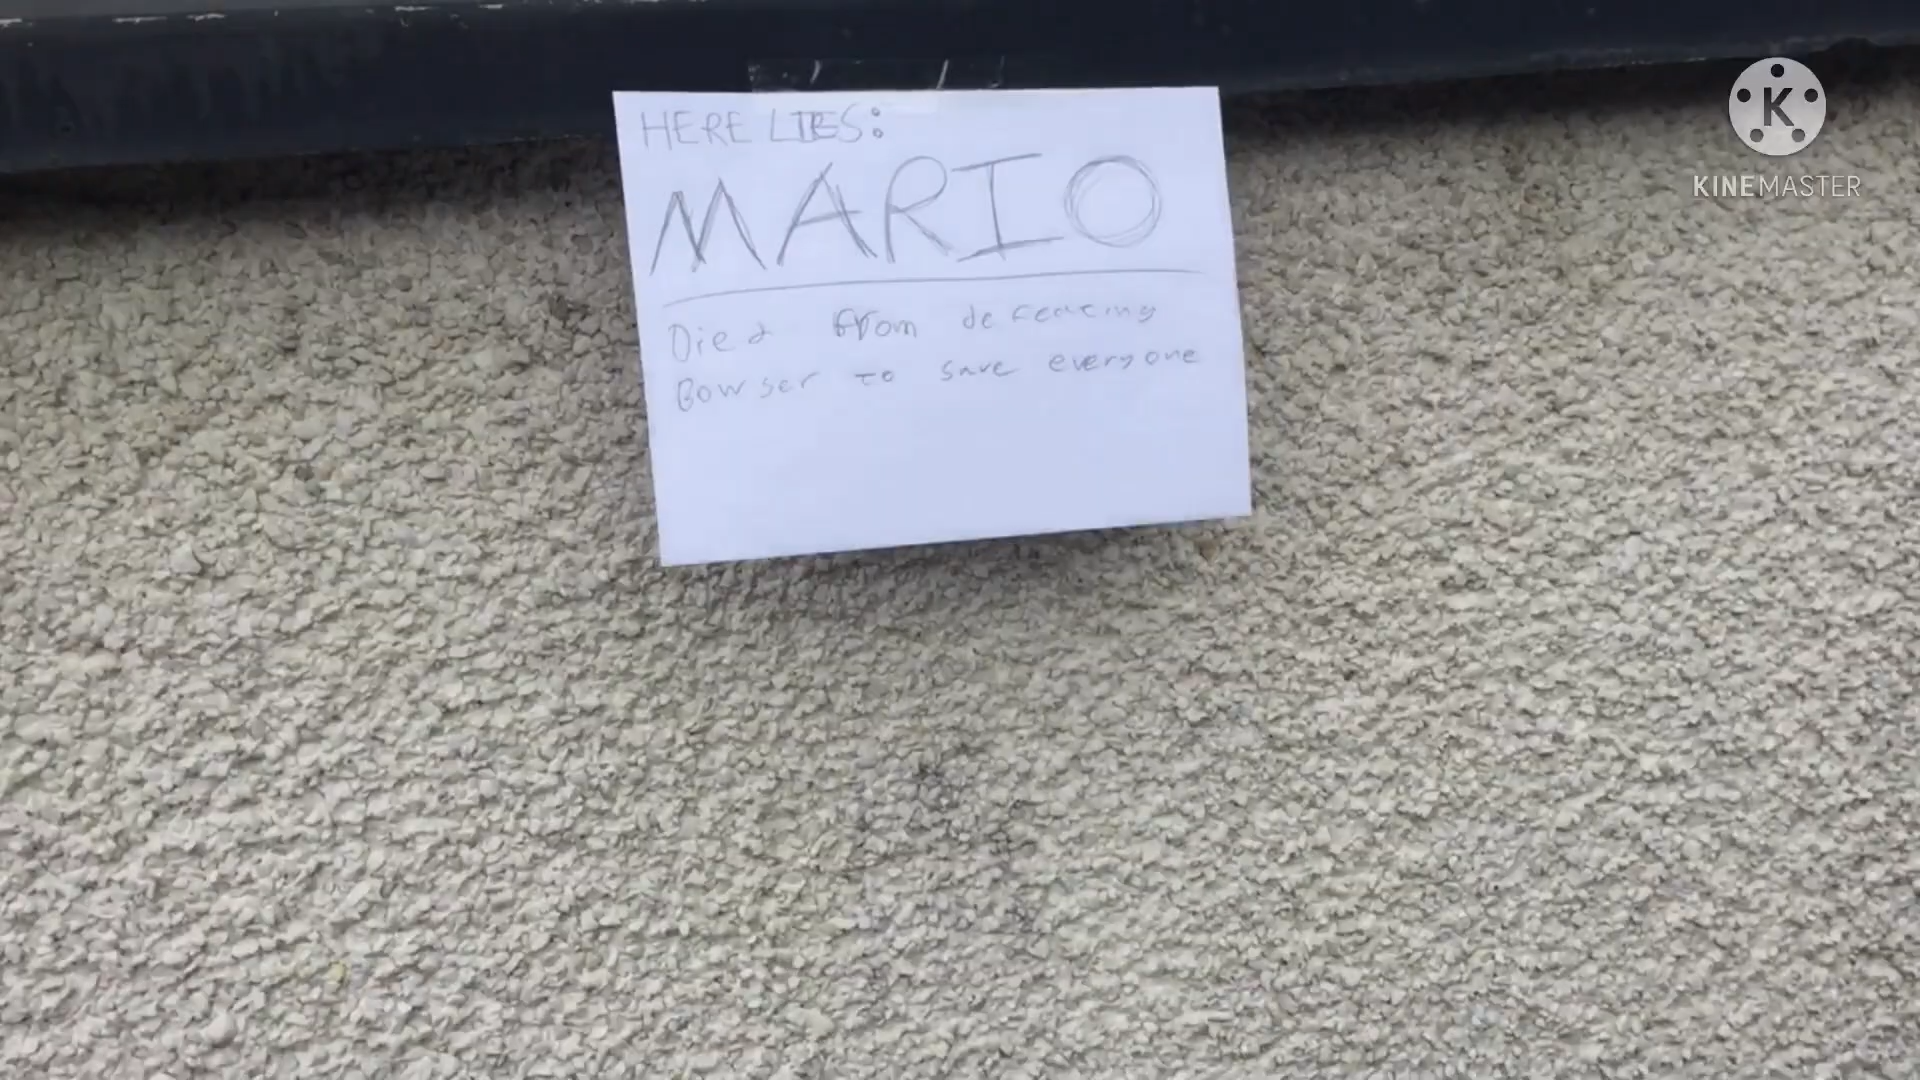 HERE LIES:
MARIO
Died from defeating
Bowser to save everyone
K
KINEMASTER